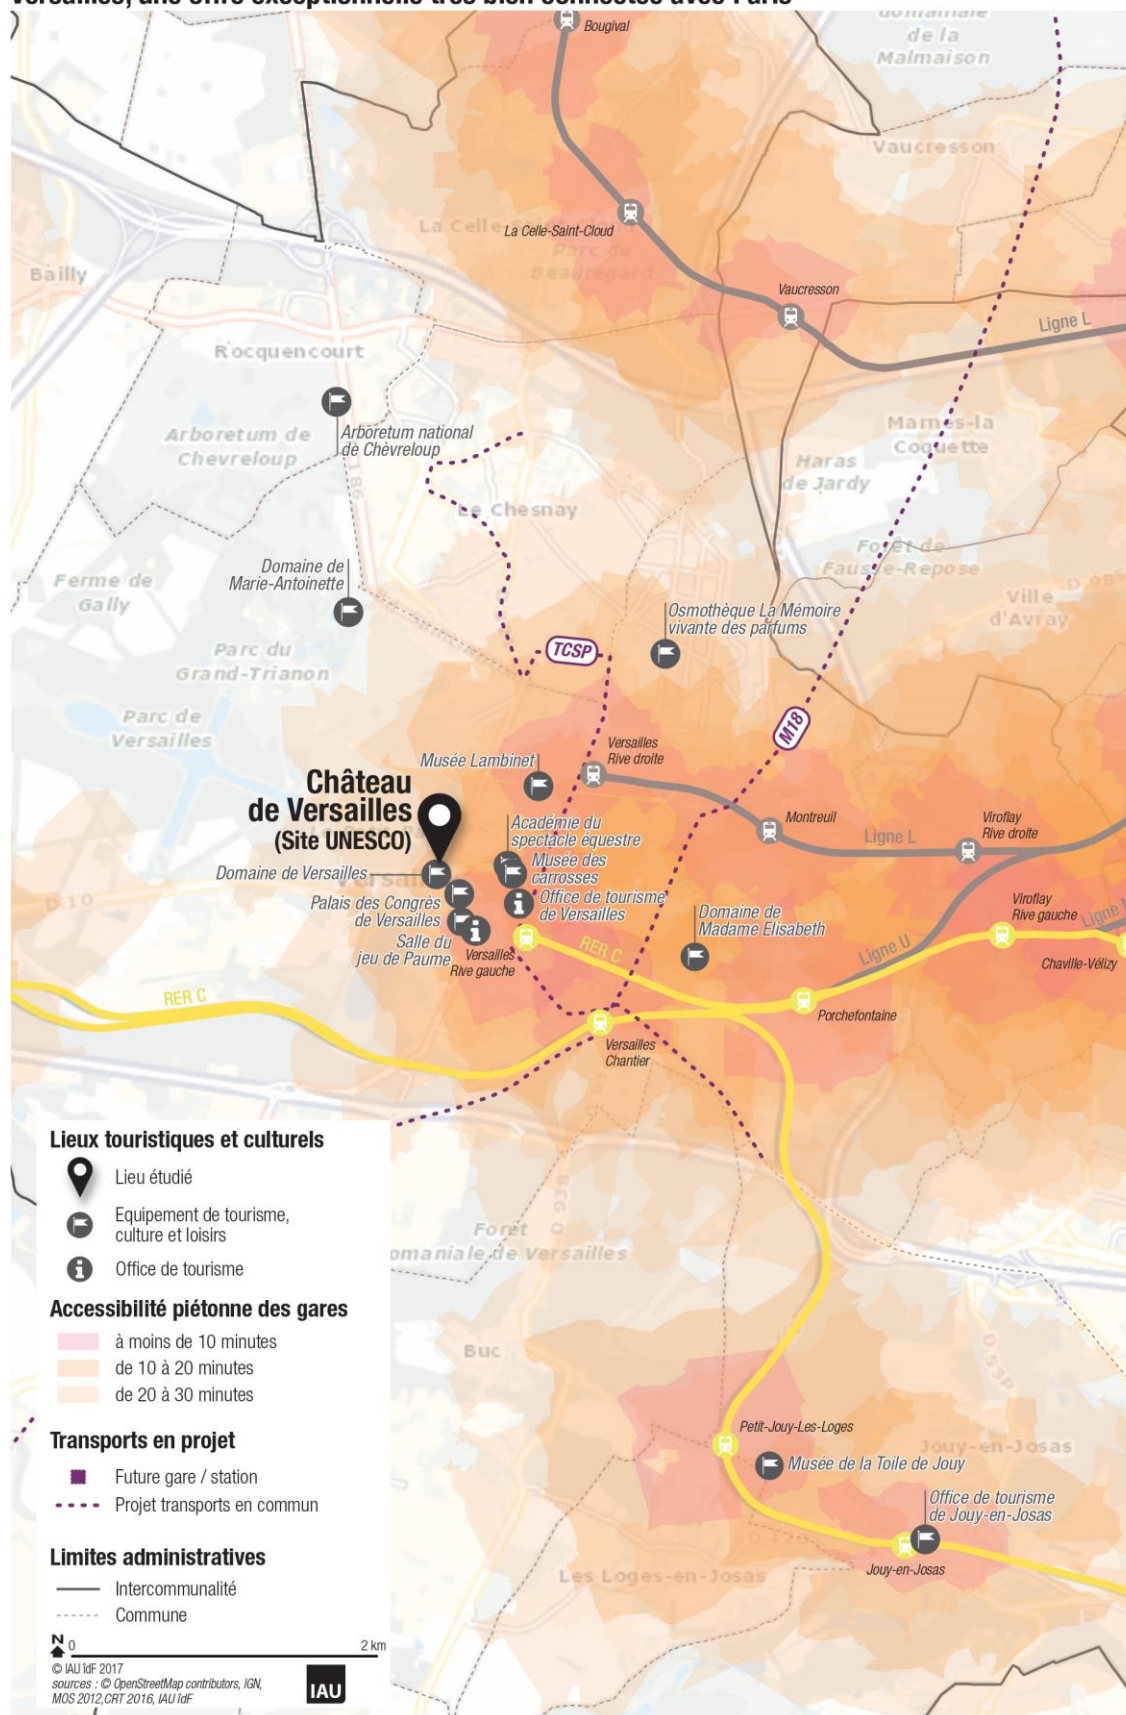 Versailles, une offre exceptionnelle très bien connectée avec Paris
Bougival
domaniale
de la
Malmaison
Vaucresson
La Celle-Saint-Cloud
La Celle-Saint-Cloud
Parc de
Beauregard
Bailly
Vaucresson
Ligne L
Rocquencourt
Arboretum national
de Chèvreloup
Arboretum de
Chevreloup
Marnes-la
Coquette
Haras
de Jardy
Le Chesnay
Forêt de
Fausse-Repose
Domaine de
Marie-Antoinette
Ferme de
Gally
Ville
d'Avray
Osmothèque La Mémoire
vivante des parfums
TCSP
Parc du
Grand-Trianon
Parc de
Versailles
M18
Musée Lambinet
Versailles
Rive droite
Château
de Versailles
(Site UNESCO)
Montreuil
Ligne L
Viroflay
Rive droite
Académie du
spectacle équestre
Musée des
carrosses
Domaine de Versailles
Palais des Congrès
de Versailles
Office de tourisme
de Versailles
D 10
Salle du
jeu de Paume
Versailles
Rive gauche
Domaine de
Madame Elisabeth
Viroflay
Rive gauche
RER C
Ligne U
Chaville-Vélizy
RER C
Porchefontaine
Versailles
Chantier
Lieux touristiques et culturels
Lieu étudié
Equipement de tourisme,
culture et loisirs
Office de tourisme
D 938
Forêt
omaniale de Versailles
Accessibilité piétonne des gares
à moins de 10 minutes
de 10 à 20 minutes
de 20 à 30 minutes
Buc
Transports en projet
Future gare / station
Projet transports en commun
Petit-Jouy-Les-Loges
Musée de la Toile de Jouy
Jouy-en-Josas
Office de tourisme
de Jouy-en-Josas
Jouy-en-Josas
Les Loges-en-Josas
Limites administratives
Intercommunalité
Commune
N 0 2 km
© IAU îdF 2017
sources : © OpenStreetMap contributors, IGN,
MOS 2012,CRT 2016, IAU îdF
IAU